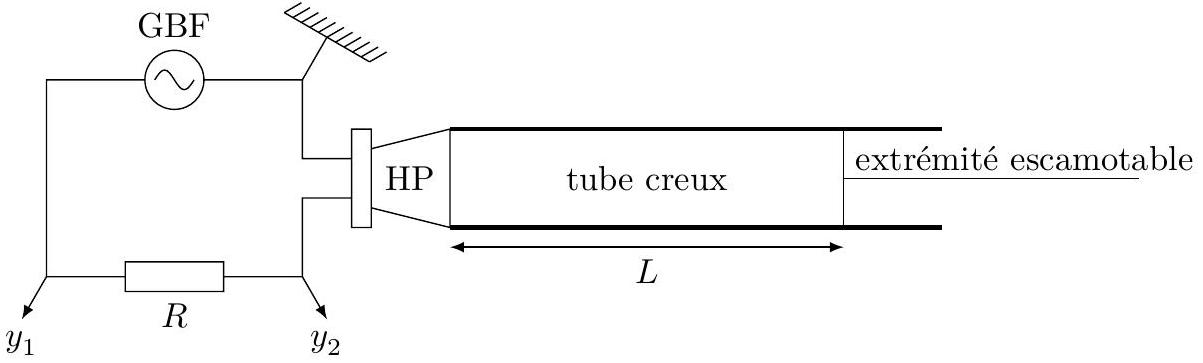 GBF
HP
tube creux
extrémité escamotable
L
R
y₁
y₂